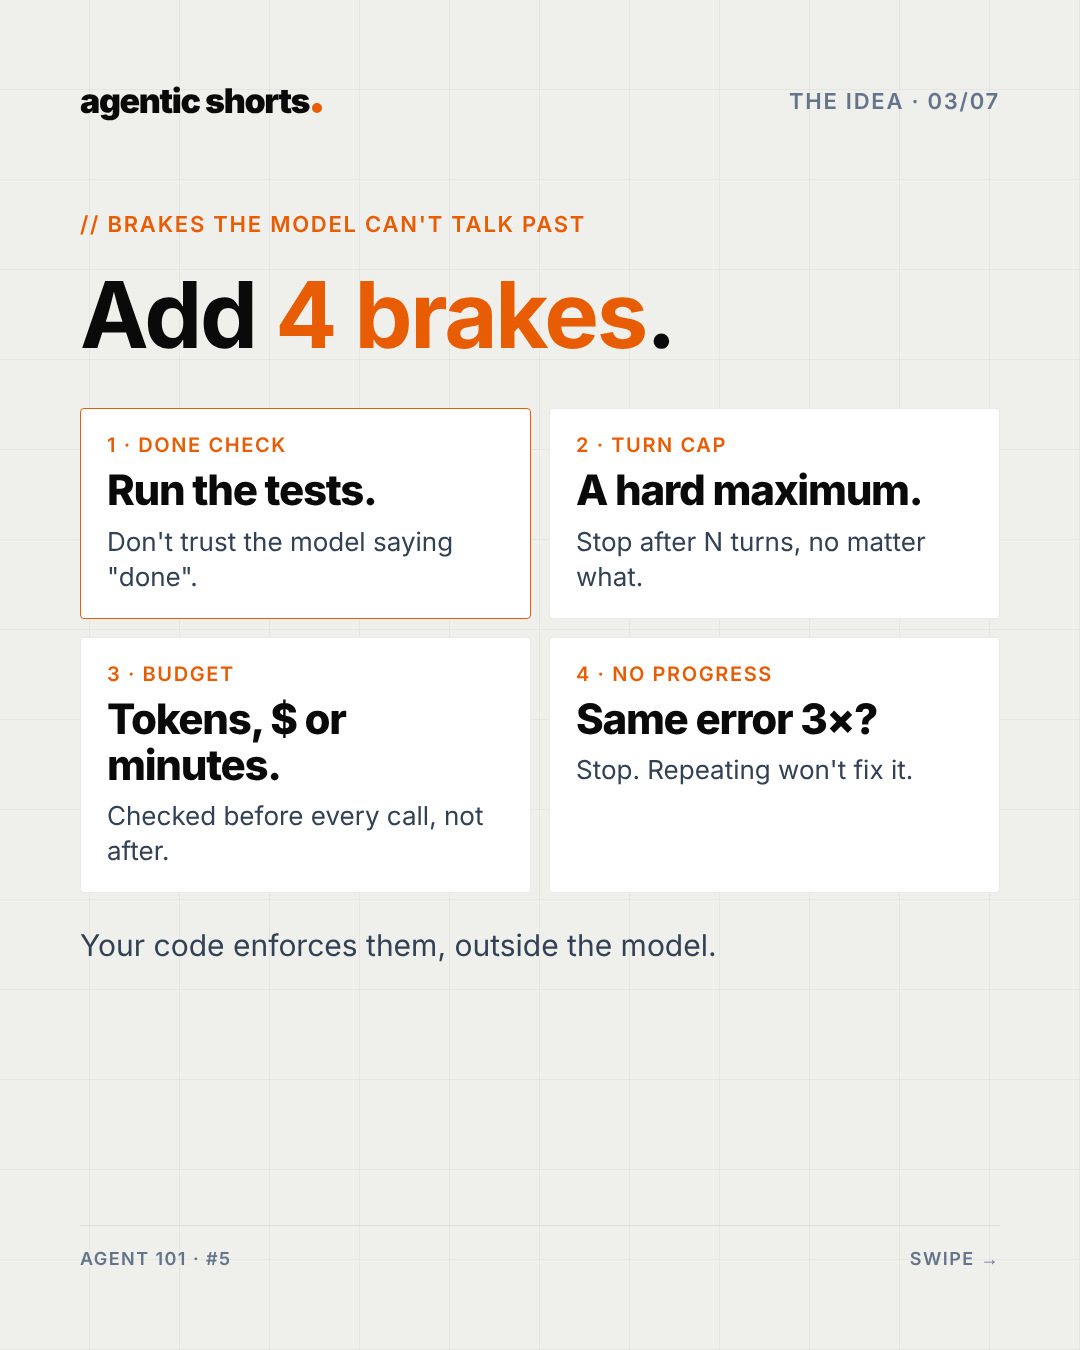 agentic shorts.
THE IDEA · 03/07
// BRAKES THE MODEL CAN'T TALK PAST
Add 4 brakes.
1 · DONE CHECK
Run the tests.
Don't trust the model saying
"done".
2 · TURN CAP
A hard maximum.
Stop after N turns, no matter
what.
3 · BUDGET
Tokens, $ or
minutes.
Checked before every call, not
after.
4 · NO PROGRESS
Same error 3×?
Stop. Repeating won't fix it.
Your code enforces them, outside the model.
AGENT 101 · #5
SWIPE →